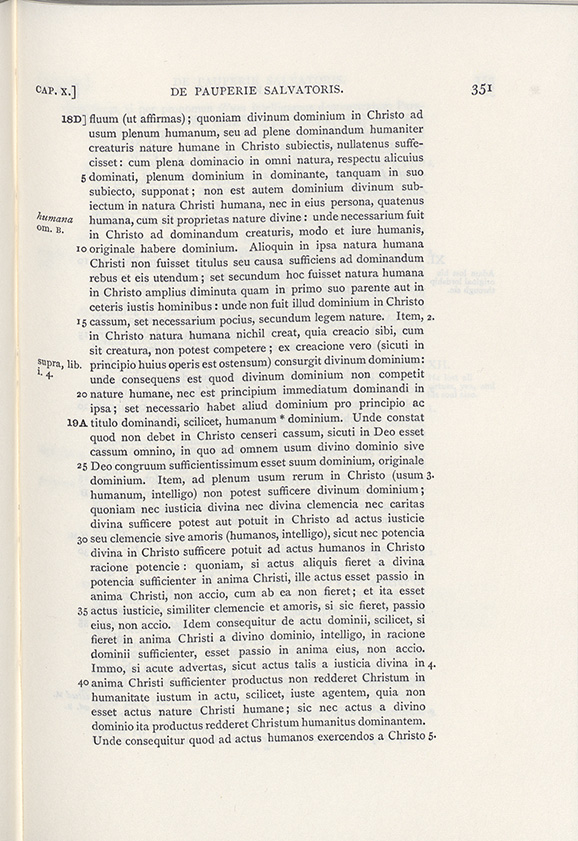 CAP. X.] DE PAUPERIE SALVATORIS. 351
18D] fluum (ut affirmas) ; quoniam divinum dominium in Christo ad
usum plenum humanum, seu ad plene dominandum humaniter
creaturis nature humane in Christo subiectis, nullatenus suffe-
cisset : cum plena dominacio in omni natura, respectu alicuius
5 dominati, plenum dominium in dominante, tanquam in suo
subiecto, supponat ; non est autem dominium divinum sub-
iectum in natura Christi humana, nec in eius persona, quatenus
humana humana, cum sit proprietas nature divine : unde necessarium fuit
om. B. in Christo ad dominandum creaturis, modo et iure humanis,
10 originale habere dominium. Alioquin in ipsa natura humana
Christi non fuisset titulus seu causa sufficiens ad dominandum
rebus et eis utendum ; set secundum hoc fuisset natura humana
in Christo amplius diminuta quam in primo suo parente aut in
ceteris iustis hominibus : unde non fuit illud dominium in Christo
15 cassum, set necessarium pocius, secundum legem nature. Item, 2.
in Christo natura humana nichil creat, quia creacio sibi, cum
sit creatura, non potest competere ; ex creacione vero (sicuti in
supra, lib. principio huius operis est ostensum) consurgit divinum dominium :
i. 4. unde consequens est quod divinum dominium non competit
20 nature humane, nec est principium immediatum dominandi in
ipsa ; set necessario habet aliud dominium pro principio ac
19A titulo dominandi, scilicet, humanum * dominium. Unde constat
quod non debet in Christo censeri cassum, sicuti in Deo esset
cassum omnino, in quo ad omnem usum divino dominio sive
25 Deo congruum sufficientissimum esset suum dominium, originale
dominium. Item, ad plenum usum rerum in Christo (usum 3.
humanum, intelligo) non potest sufficere divinum dominium ;
quoniam nec iusticia divina nec divina clemencia nec caritas
divina sufficere potest aut potuit in Christo ad actus iusticie
30 seu clemencie sive amoris (humanos, intelligo), sicut nec potencia
divina in Christo sufficere potuit ad actus humanos in Christo
racione potencie : quoniam, si actus aliquis fieret a divina
potencia sufficienter in anima Christi, ille actus esset passio in
anima Christi, non accio, cum ab ea non fieret ; et ita esset
35 actus iusticie, similiter clemencie et amoris, si sic fieret, passio
eius, non accio. Idem consequitur de actu dominii, scilicet, si
fieret in anima Christi a divino dominio, intelligo, in racione
dominii sufficienter, esset passio in anima eius, non accio.
Immo, si acute advertas, sicut actus talis a iusticia divina in 4.
40 anima Christi sufficienter productus non redderet Christum in
humanitate iustum in actu, scilicet, iuste agentem, quia non
esset actus nature Christi humane ; sic nec actus a divino
dominio ita productus redderet Christum humanitus dominantem.
Unde consequitur quod ad actus humanos exercendos a Christo 5.